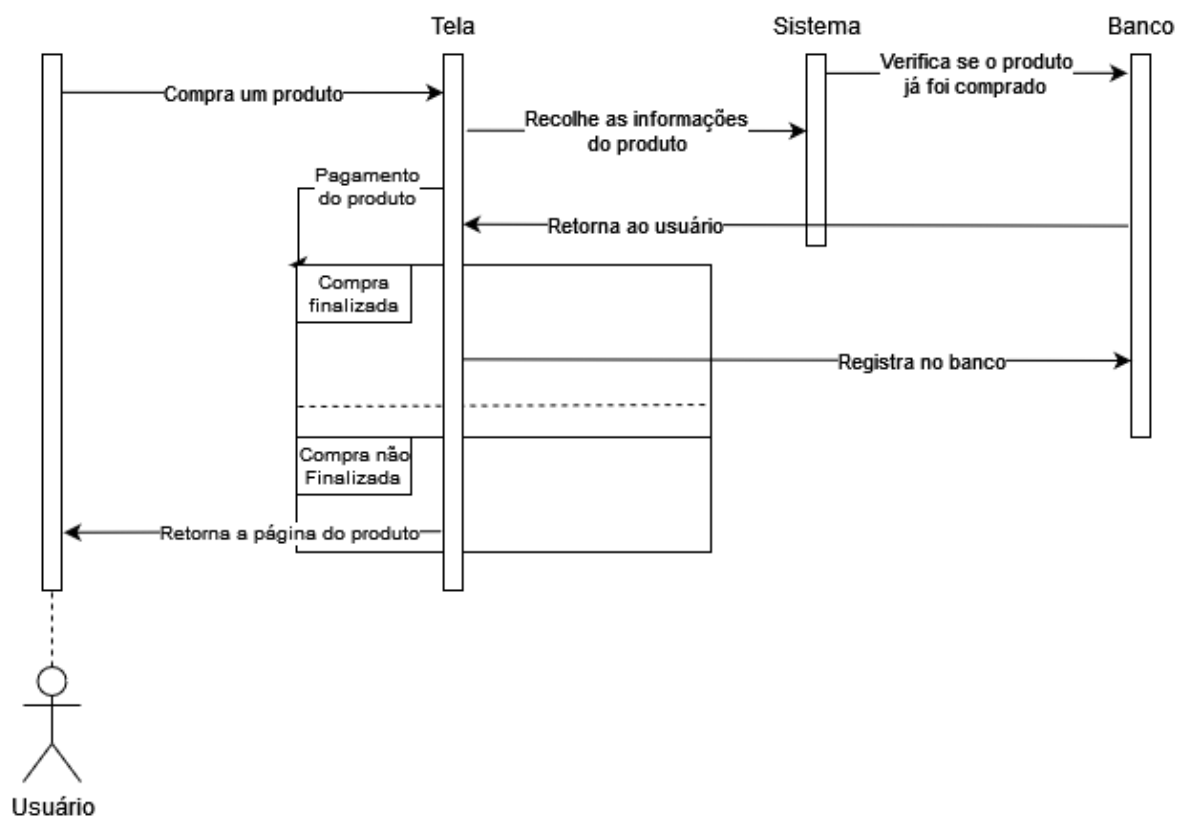 Tela
Sistema
Banco
Verifica se o produto
já foi comprado
Compra um produto
Recolhe as informações
do produto
Pagamento
do produto
Retorna ao usuário
Compra
finalizada
Registra no banco
Compra não
Finalizada
Retorna a página do produto
Usuário